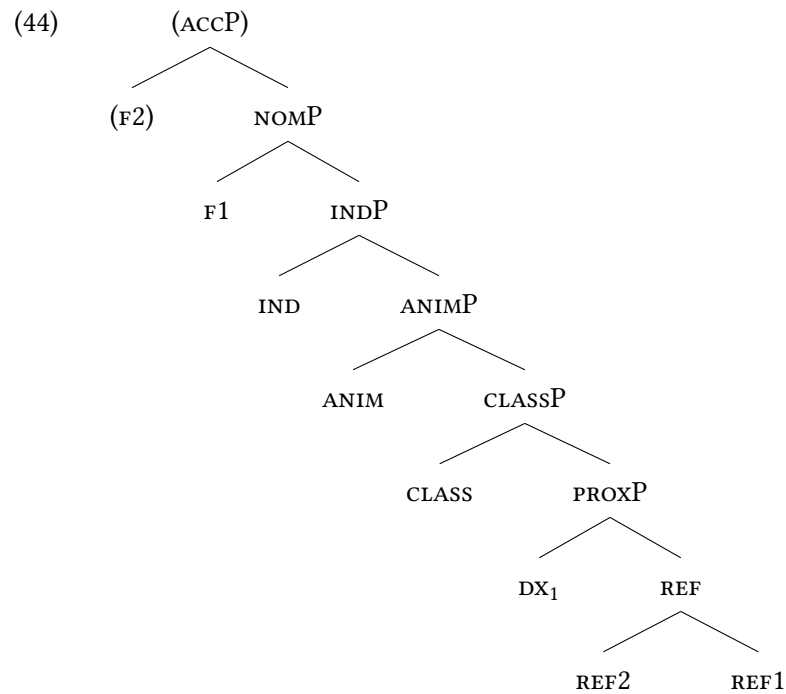 (44) (ACCP)
(F2) NOMP
F1 INDP
IND ANIMP
ANIM CLASSP
CLASS PROXP
DX₁ REF
REF2 REF1